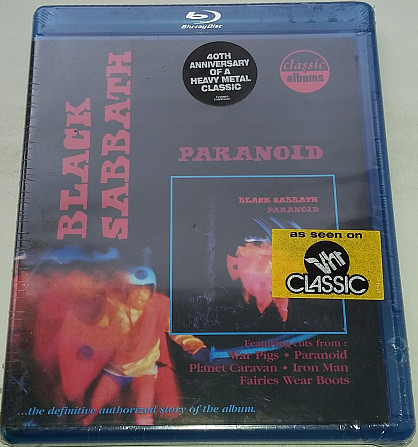 Blu-ray Disc
40TH
ANNIVERSARY
OF A
HEAVY METAL
CLASSIC
classic
albums
BLACK
SABBATH
PARANOID
BLACK SABBATH
PARANOID
as seen on
VH1
CLASSIC
Featuring cuts from :
War Pigs • Paranoid
Planet Caravan • Iron Man
Fairies Wear Boots
...the definitive authorized story of the album.